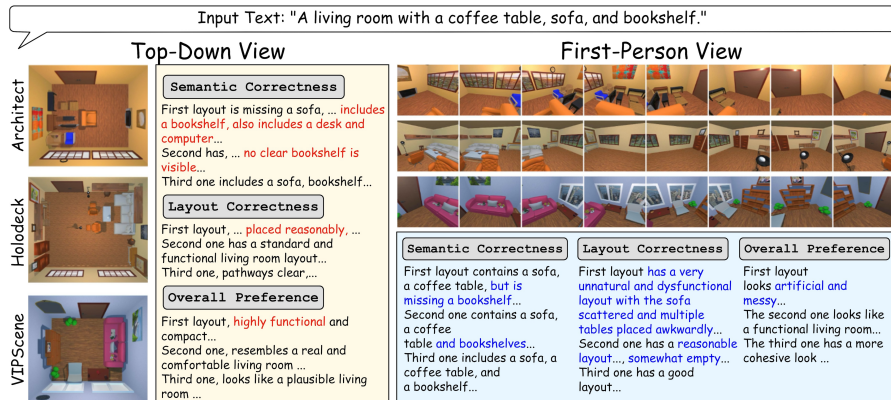 Input Text: "A living room with a coffee table, sofa, and bookshelf."
Top-Down View
First-Person View
Architect
Holodeck
VIPScene
Semantic Correctness
First layout is missing a sofa, ... includes
a bookshelf, also includes a desk and
computer...
Second has, ... no clear bookshelf is
visible...
Third one includes a sofa, bookshelf...
Layout Correctness
First layout, ... placed reasonably, ...
Second one has a standard and
functional living room layout...
Third one, pathways clear,...
Overall Preference
First layout, highly functional and
compact...
Second one, resembles a real and
comfortable living room ...
Third one, looks like a plausible living
room ...
Semantic Correctness
First layout contains a sofa,
a coffee table, but is
missing a bookshelf...
Second one contains a sofa,
a coffee
table and bookshelves...
Third one includes a sofa, a
coffee table, and
a bookshelf...
Layout Correctness
First layout has a very
unnatural and dysfunctional
layout with the sofa
scattered and multiple
tables placed awkwardly...
Second one has a reasonable
layout..., somewhat empty...
Third one has a good
layout...
Overall Preference
First layout
looks artificial and
messy...
The second one looks like
a functional living room...
The third one has a more
cohesive look ...